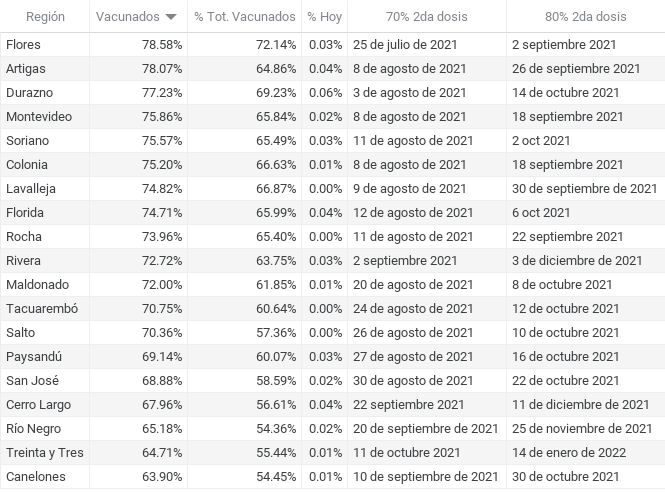 Región Vacunados % Tot. Vacunados % Hoy 70% 2da dosis 80% 2da dosis
Flores 78.58% 72.14% 0.03% 25 de julio de 2021 2 septiembre 2021
Artigas 78.07% 64.86% 0.04% 8 de agosto de 2021 26 de septiembre 2021
Durazno 77.23% 69.23% 0.06% 3 de agosto de 2021 14 de octubre 2021
Montevideo 75.86% 65.84% 0.02% 8 de agosto de 2021 18 septiembre 2021
Soriano 75.57% 65.49% 0.03% 11 de agosto de 2021 2 oct 2021
Colonia 75.20% 66.63% 0.01% 8 de agosto de 2021 18 septiembre 2021
Lavalleja 74.82% 66.87% 0.00% 9 de agosto de 2021 30 de septiembre de 2021
Florida 74.71% 65.99% 0.04% 12 de agosto de 2021 6 oct 2021
Rocha 73.96% 65.40% 0.00% 11 de agosto de 2021 22 septiembre 2021
Rivera 72.72% 63.75% 0.03% 2 septiembre 2021 3 de diciembre de 2021
Maldonado 72.00% 61.85% 0.01% 20 de agosto de 2021 8 de octubre 2021
Tacuarembó 70.75% 60.64% 0.00% 24 de agosto de 2021 12 de octubre 2021
Salto 70.36% 57.36% 0.00% 26 de agosto de 2021 10 de octubre 2021
Paysandú 69.14% 60.07% 0.03% 27 de agosto de 2021 16 de octubre 2021
San José 68.88% 58.59% 0.02% 30 de agosto de 2021 22 de octubre 2021
Cerro Largo 67.96% 56.61% 0.04% 22 septiembre 2021 11 de diciembre de 2021
Río Negro 65.18% 54.36% 0.02% 20 de septiembre de 2021 25 de noviembre de 2021
Treinta y Tres 64.71% 55.44% 0.01% 11 de octubre 2021 14 de enero de 2022
Canelones 63.90% 54.45% 0.01% 10 de septiembre de 2021 30 de octubre 2021